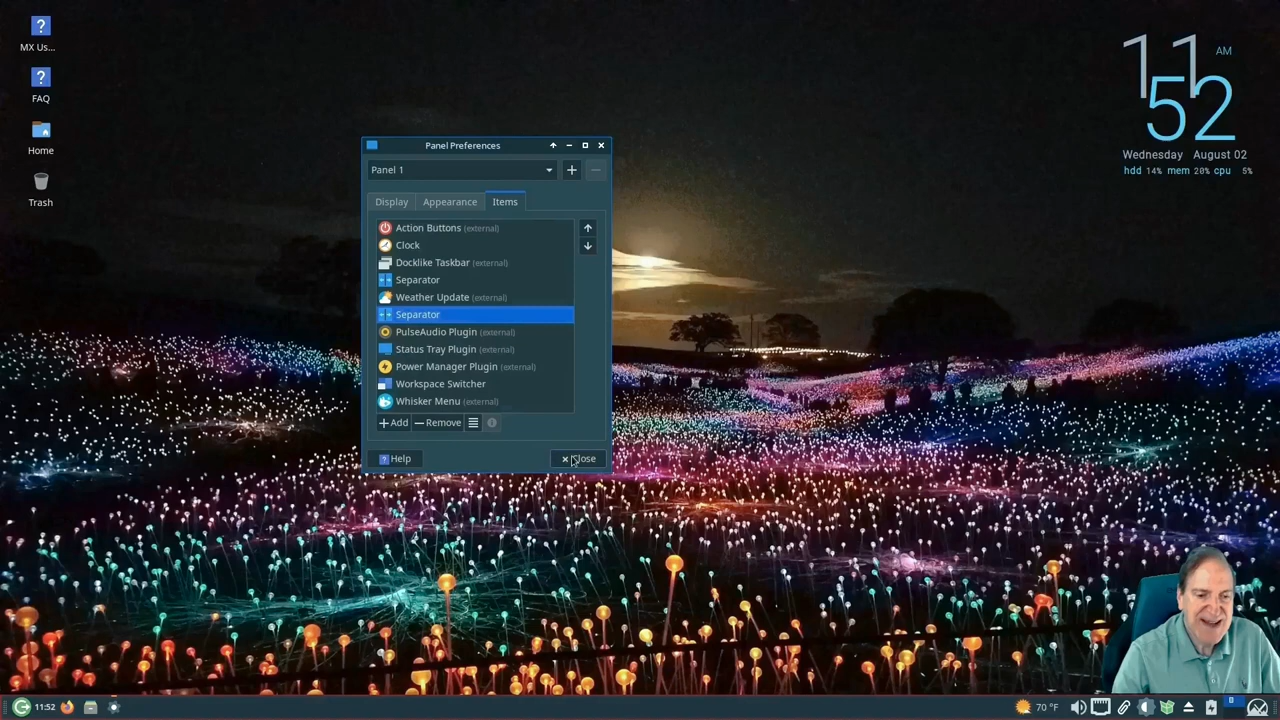 MX Us...
FAQ
Home
Trash
11 AM
52
Wednesday August 02
hdd 14% mem 20% cpu 5%
Panel Preferences
Panel 1
Display Appearance Items
Action Buttons (external)
Clock
Docklike Taskbar (external)
Separator
Weather Update (external)
Separator
PulseAudio Plugin (external)
Status Tray Plugin (external)
Power Manager Plugin (external)
Workspace Switcher
Whisker Menu (external)
Add Remove
Help Close
11:52
70 °F